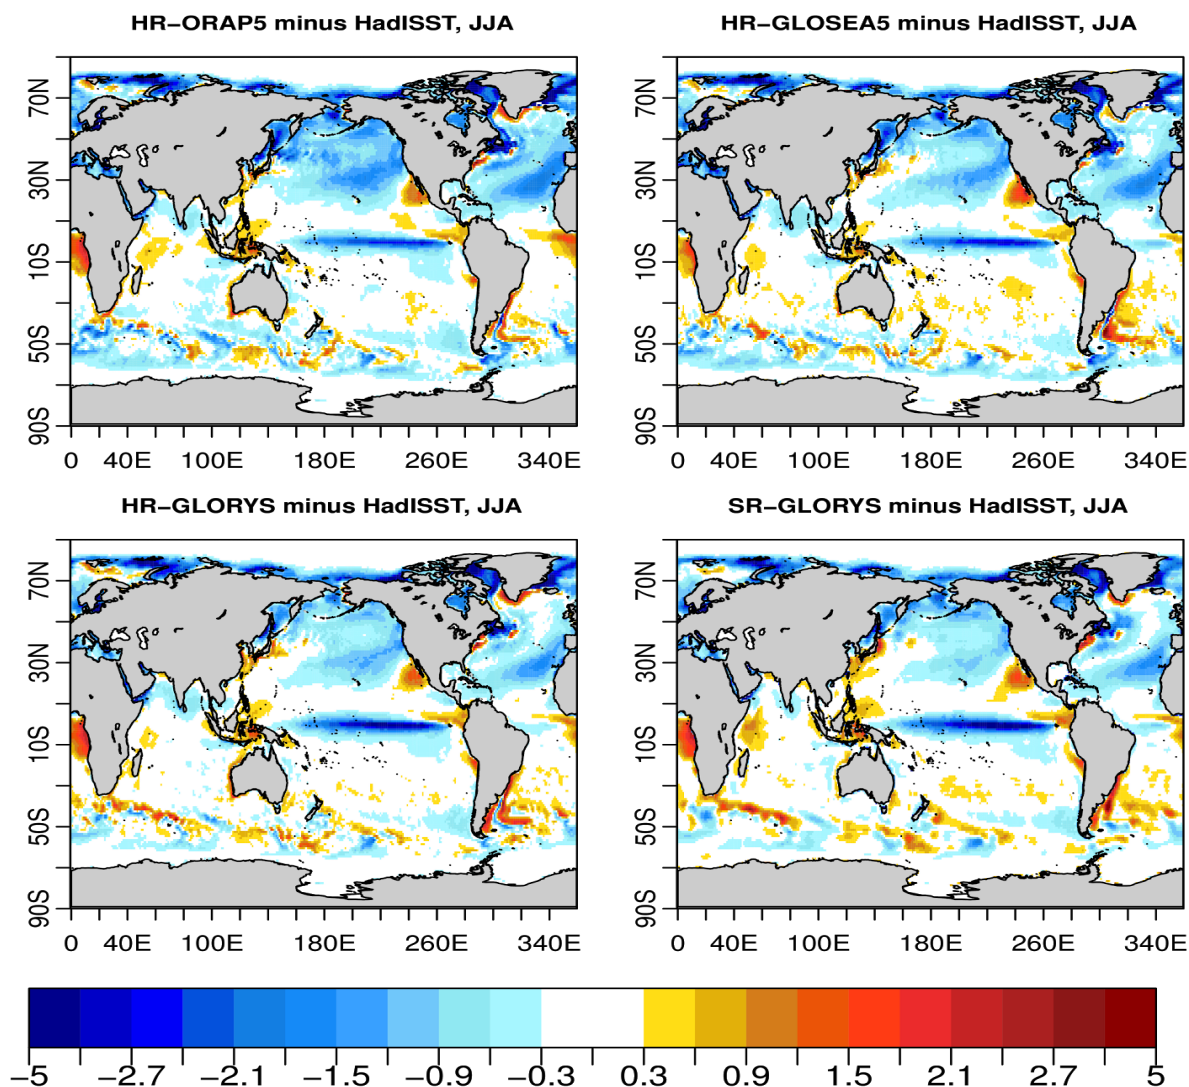 HR−ORAP5 minus HadISST, JJA
HR−GLOSEA5 minus HadISST, JJA
70N
30N
10S
50S
90S
0 40E 100E 180E 260E 340E
70N
30N
10S
50S
90S
0 40E 100E 180E 260E 340E
HR−GLORYS minus HadISST, JJA
SR−GLORYS minus HadISST, JJA
70N
30N
10S
50S
90S
0 40E 100E 180E 260E 340E
70N
30N
10S
50S
90S
0 40E 100E 180E 260E 340E
−5 −2.7 −2.1 −1.5 −0.9 −0.3 0.3 0.9 1.5 2.1 2.7 5